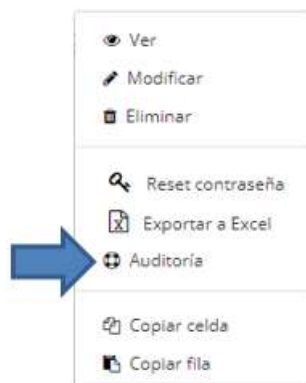 Ver
Modificar
Eliminar
Reset contraseña
Exportar a Excel
Auditoría
Copiar celda
Copiar fila